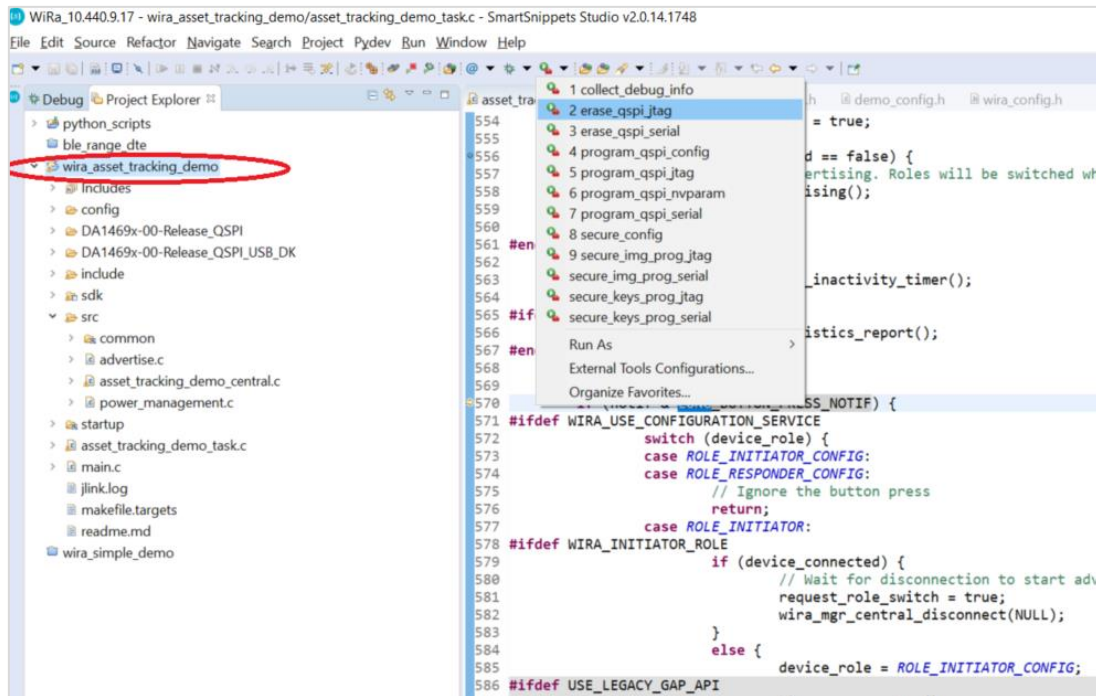 WiRa_10.440.9.17 - wira_asset_tracking_demo/asset_tracking_demo_task.c - SmartSnippets Studio v2.0.14.1748
File Edit Source Refactor Navigate Search Project Pydev Run Window Help
Debug Project Explorer
python_scripts
ble_range_dte
wira_asset_tracking_demo
Includes
config
DA1469x-00-Release_QSPI
DA1469x-00-Release_QSPI_USB_DK
include
sdk
src
common
advertise.c
asset_tracking_demo_central.c
power_management.c
startup
asset_tracking_demo_task.c
main.c
jlink.log
makefile.targets
readme.md
wira_simple_demo
1 collect_debug_info
2 erase_qspi_jtag
3 erase_qspi_serial
4 program_qspi_config
5 program_qspi_jtag
6 program_qspi_nvparam
7 program_qspi_serial
8 secure_config
9 secure_img_prog_jtag
secure_img_prog_serial
secure_keys_prog_jtag
secure_keys_prog_serial
Run As
External Tools Configurations...
Organize Favorites...
asset_tra .h demo_config.h wira_config.h
554 = true;
555
556 d == false) {
557 ertising. Roles will be switched wh
558 ising();
559
560
561 #en
562
563 _inactivity_timer();
564
565 #if
566 istics_report();
567 #en
568
569
570 _BUTTON_PRESS_NOTIF) {
571 #ifdef WIRA_USE_CONFIGURATION_SERVICE
572 switch (device_role) {
573 case ROLE_INITIATOR_CONFIG:
574 case ROLE_RESPONDER_CONFIG:
575 // Ignore the button press
576 return;
577 case ROLE_INITIATOR:
578 #ifdef WIRA_INITIATOR_ROLE
579 if (device_connected) {
580 // Wait for disconnection to start adv
581 request_role_switch = true;
582 wira_mgr_central_disconnect(NULL);
583 }
584 else {
585 device_role = ROLE_INITIATOR_CONFIG;
586 #ifdef USE_LEGACY_GAP_API